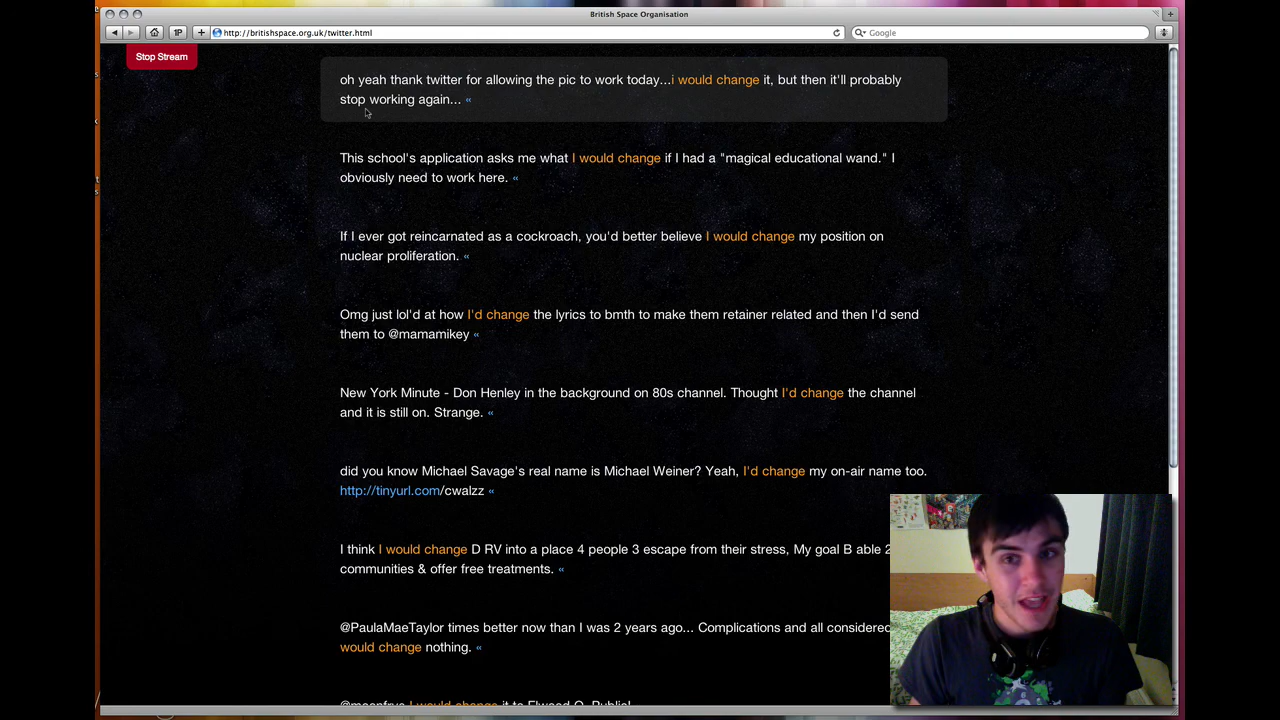 British Space Organisation
1P
+
http://britishspace.org.uk/twitter.html
Google
Stop Stream
oh yeah thank twitter for allowing the pic to work today...i would change it, but then it'll probably
stop working again... «
This school's application asks me what I would change if I had a "magical educational wand." I
obviously need to work here. «
If I ever got reincarnated as a cockroach, you'd better believe I would change my position on
nuclear proliferation. «
Omg just lol'd at how I'd change the lyrics to bmth to make them retainer related and then I'd send
them to @mamamikey «
New York Minute - Don Henley in the background on 80s channel. Thought I'd change the channel
and it is still on. Strange. «
did you know Michael Savage's real name is Michael Weiner? Yeah, I'd change my on-air name too.
http://tinyurl.com/cwalzz «
I think I would change D RV into a place 4 people 3 escape from their stress, My goal B able 2
communities & offer free treatments. «
@PaulaMaeTaylor times better now than I was 2 years ago... Complications and all considered
would change nothing. «
I would change it to Elwood